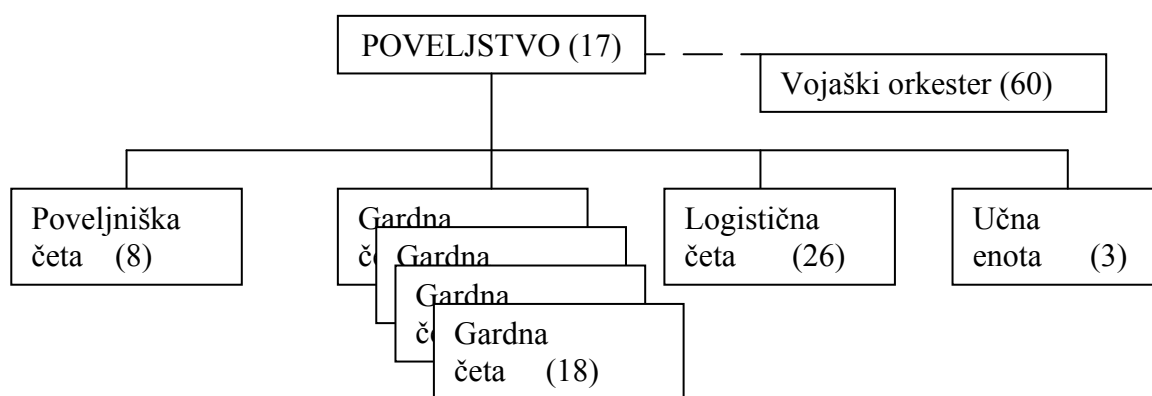 POVELJSTVO (17)
Vojaški orkester (60)
Poveljniška
četa (8)
Gardna
Gardna
Gardna
Gardna
četa (18)
Logistična
četa (26)
Učna
enota (3)